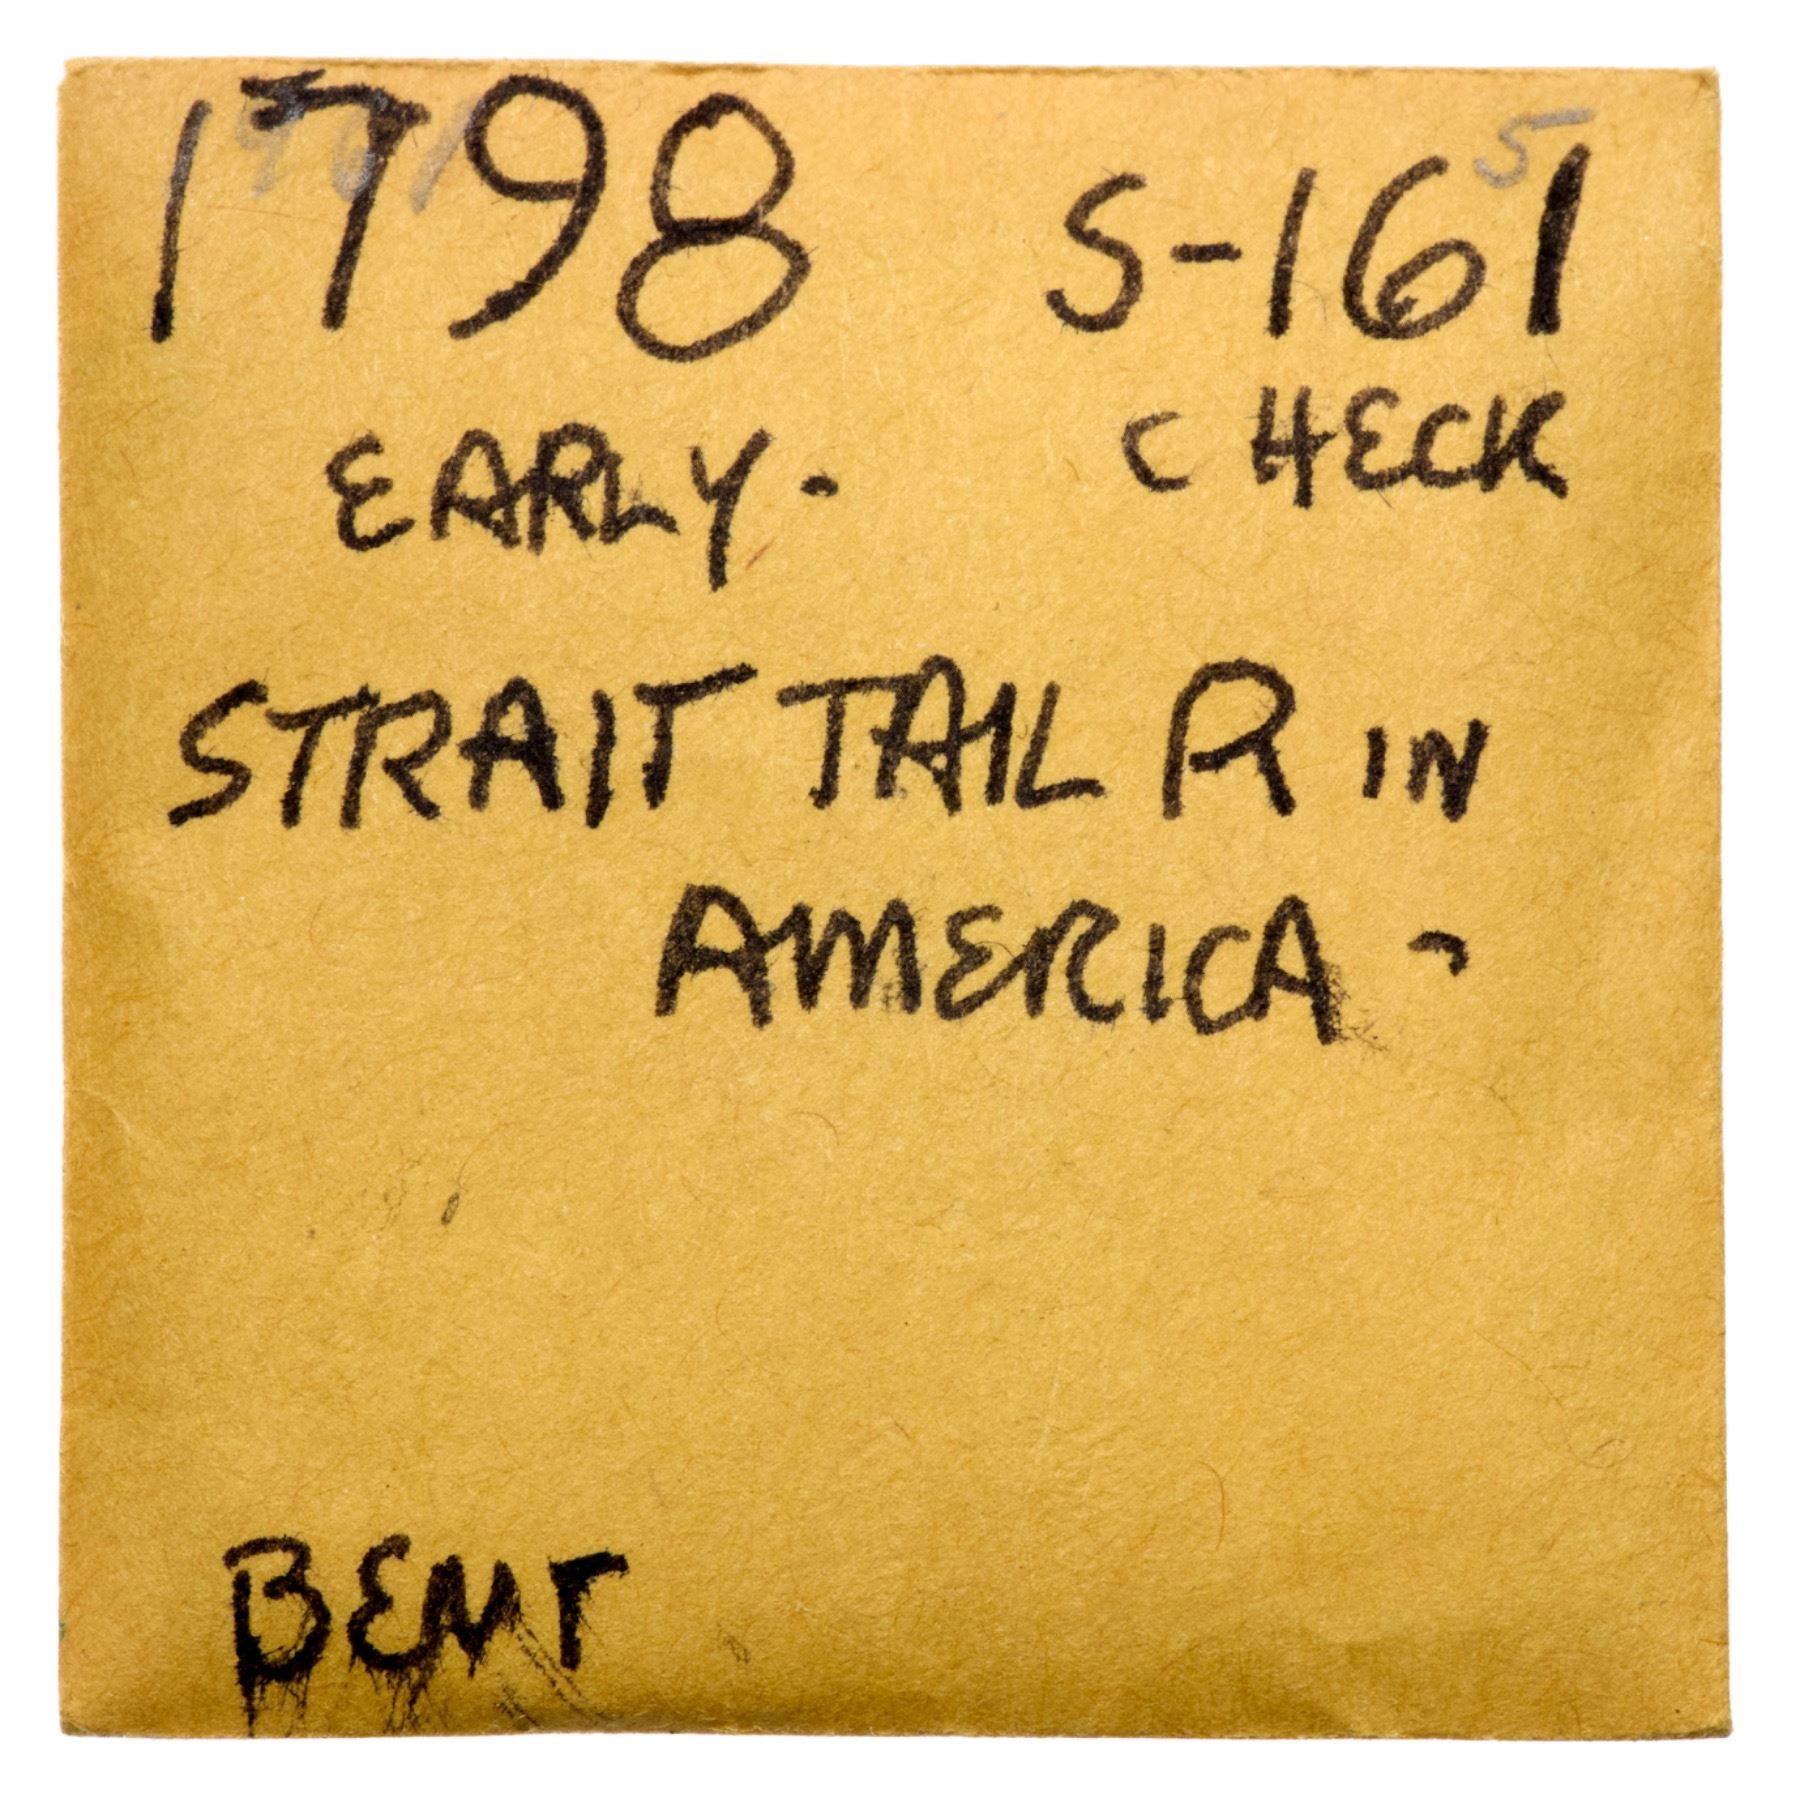 1798 S-161
EARLY. CHECK
STRAIT TAIL R IN
AMERICA -
BENT